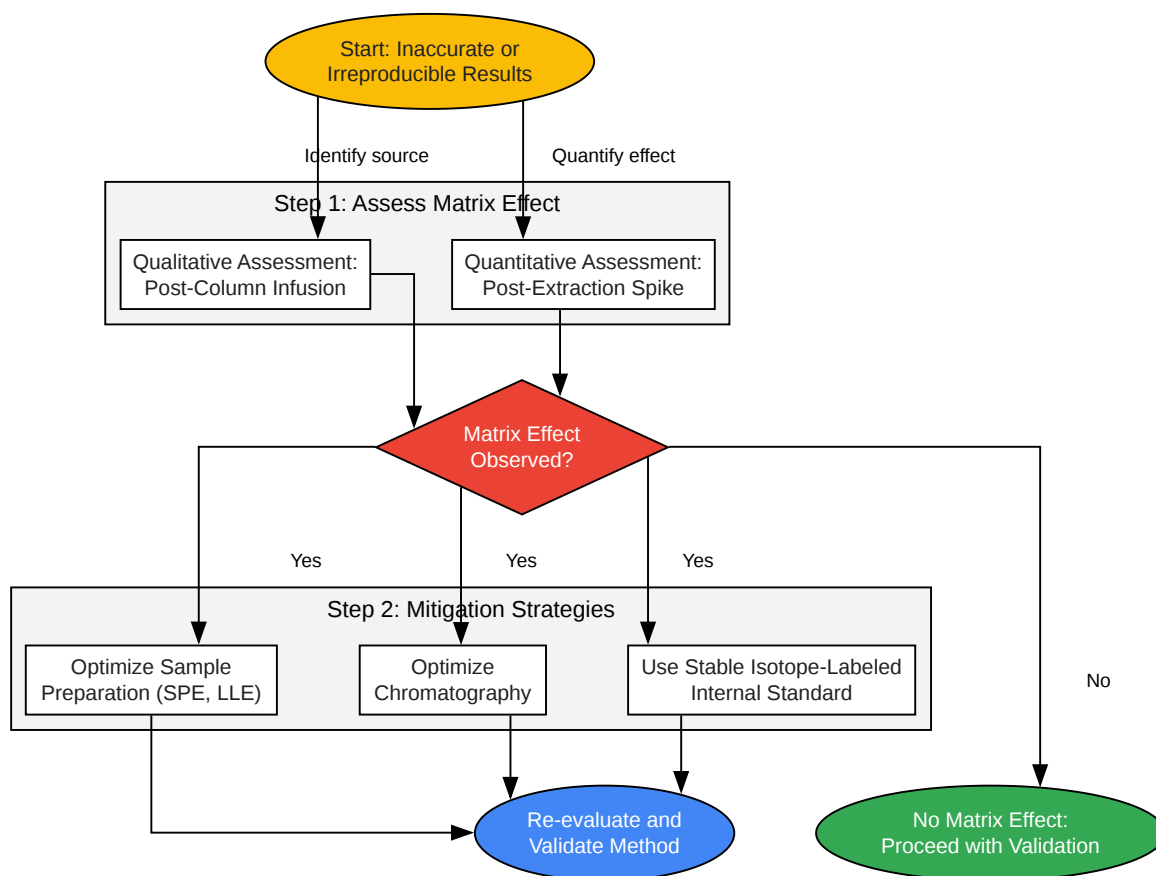 Start: Inaccurate or
Irreproducible Results
Identify source
Quantify effect
Step 1: Assess Matrix Effect
Qualitative Assessment:
Post-Column Infusion
Quantitative Assessment:
Post-Extraction Spike
Matrix Effect
Observed?
Yes
Yes
Yes
Step 2: Mitigation Strategies
Optimize Sample
Preparation (SPE, LLE)
Optimize
Chromatography
Use Stable Isotope-Labeled
Internal Standard
No
Re-evaluate and
Validate Method
No Matrix Effect:
Proceed with Validation